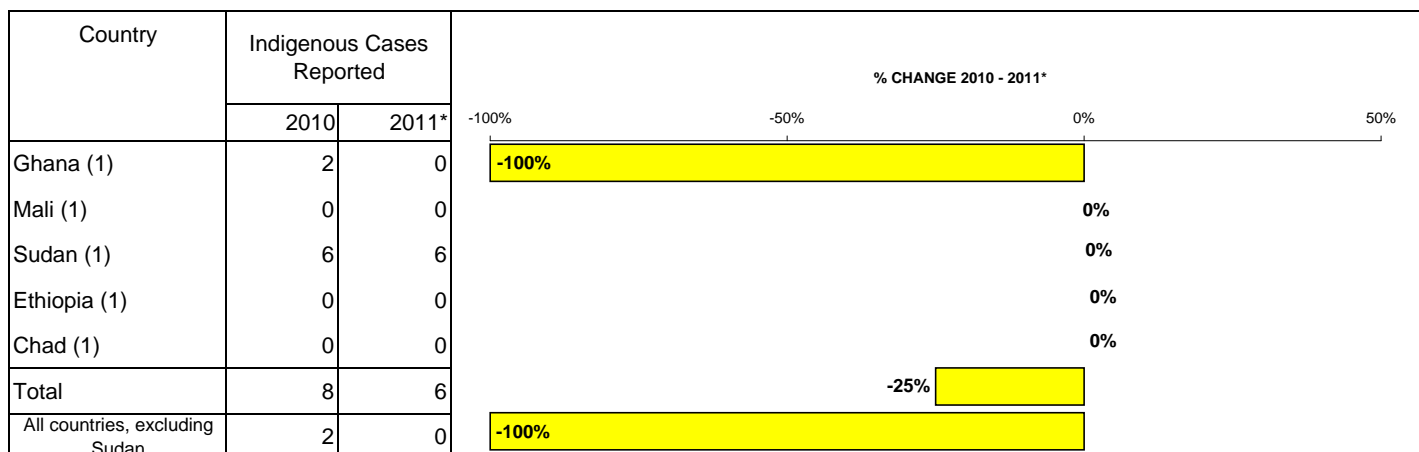 Country
Indigenous Cases
Reported
% CHANGE 2010 - 2011*
2010 2011*
-100% -50% 0% 50%
Ghana (1) 2 0 -100%
Mali (1) 0 0 0%
Sudan (1) 6 6 0%
Ethiopia (1) 0 0 0%
Chad (1) 0 0 0%
Total 8 6 -25%
All countries, excluding
Sudan 2 0 -100%